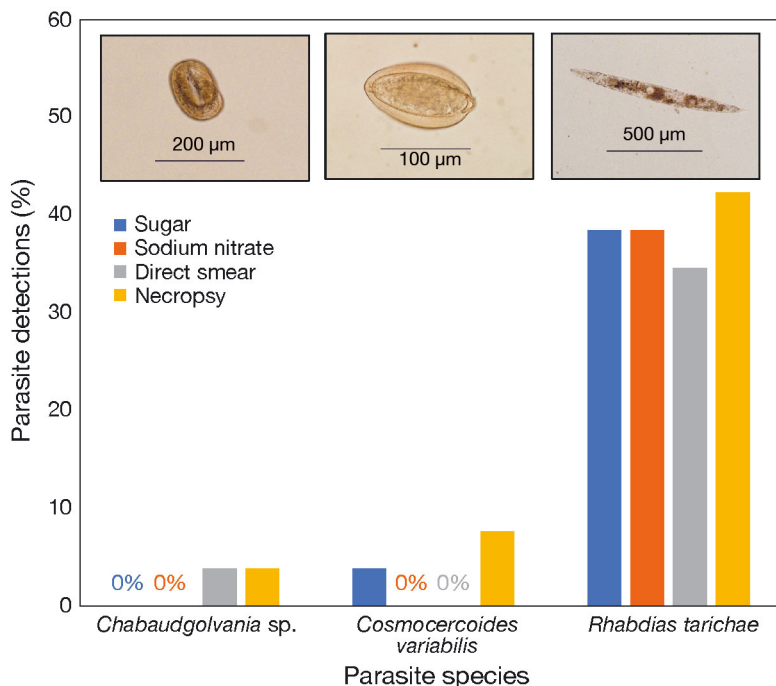 60
50
40
30
20
10
0
Parasite detections (%)
200 µm
100 µm
500 µm
Sugar
Sodium nitrate
Direct smear
Necropsy
0% 0%
0% 0%
Chabaudgolvania sp.
Cosmocercoides
variabilis
Rhabdias tarichae
Parasite species